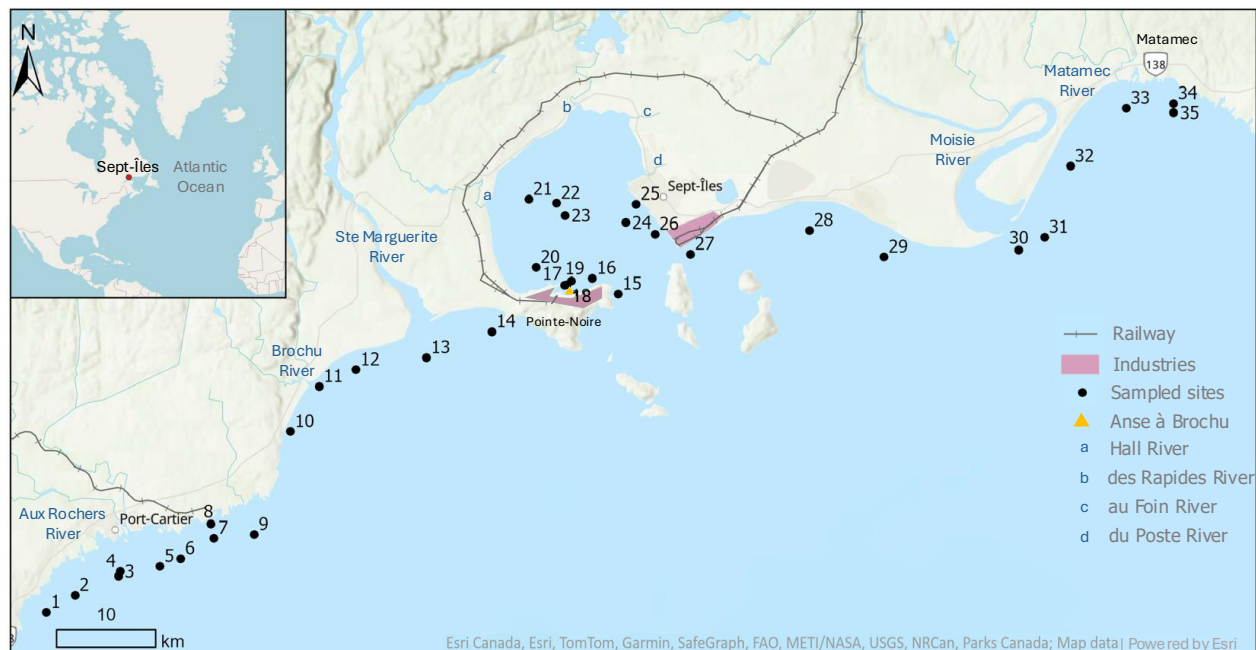 N
Sept-Îles
Atlantic
Ocean
Matamec
138
Matamec
River
33
34
35
b
c
Moisie
River
d
32
Sept-Îles
a
21
22
23
25
24
26
27
28
29
30
31
Ste Marguerite
River
20
17
19
16
18
15
Pointe-Noire
14
13
Brochu
River
12
11
10
Railway
Industries
Sampled sites
Anse à Brochu
a Hall River
b des Rapides River
c au Foin River
d du Poste River
Aux Rochers
River
Port-Cartier
8
7
9
6
5
4
3
2
1
10
km
Esri Canada, Esri, TomTom, Garmin, SafeGraph, FAO, METI/NASA, USGS, NRCan, Parks Canada; Map data| Powered by Esri